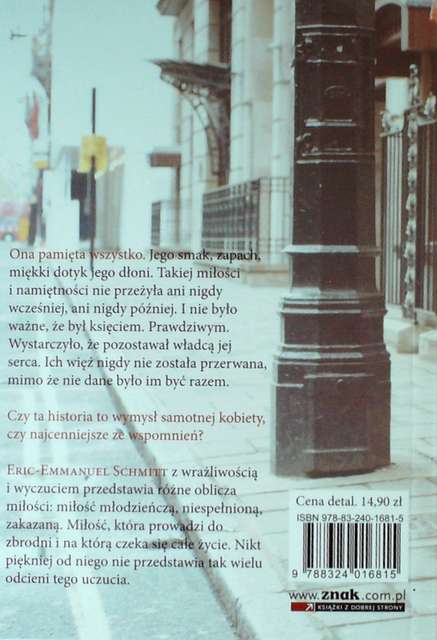 Ona pamięta wszystko. Jego smak, zapach,
miękki dotyk jego dłoni. Takiej miłości
i namiętności nie przeżyła ani nigdy
wcześniej, ani nigdy później. I nie było
ważne, że był księciem. Prawdziwym.
Wystarczyło, że pozostawał władcą jej
serca. Ich więź nigdy nie została przerwana,
mimo że nie dane było im być razem.
Czy ta historia to wymysł samotnej kobiety,
czy najcenniejsze ze wspomnień?
Eric-Emmanuel Schmitt z wrażliwością
i wyczuciem przedstawia różne oblicza
miłości: miłość młodzieńczą, niespełnioną,
zakazaną. Miłość, która prowadzi do
zbrodni i na którą czeka się całe życie. Nikt
piękniej od niego nie przedstawia tak wielu
odcieni tego uczucia.
Cena detal. 14,90 zł
ISBN 978-83-240-1681-5
9 788324 016815
www.znak.com.pl
KSIĄŻKI Z DOBREJ STRONY